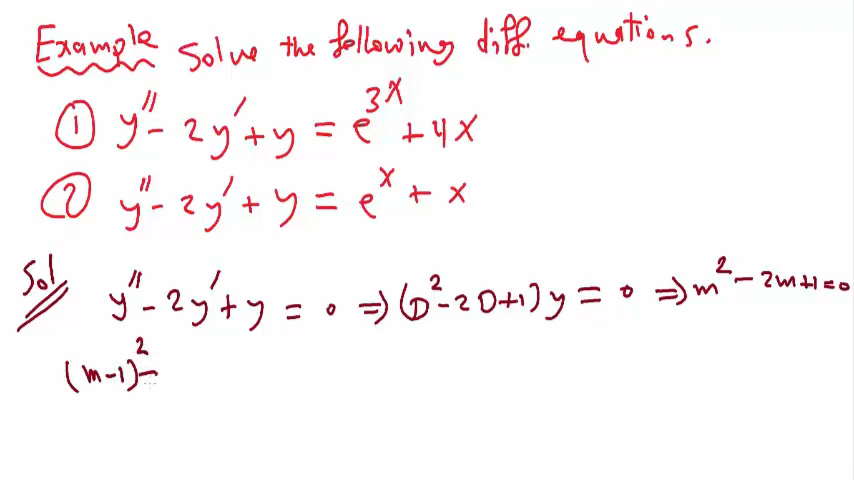 Example Solve the following diff. equations.
① y'' - 2y' + y = e^{3x} + 4x
② y'' - 2y' + y = e^x + x
Sol y'' - 2y' + y = 0 ⇒ (D² - 2D + 1) y = 0 ⇒ m² - 2m + 1 = 0
(m - 1)² -